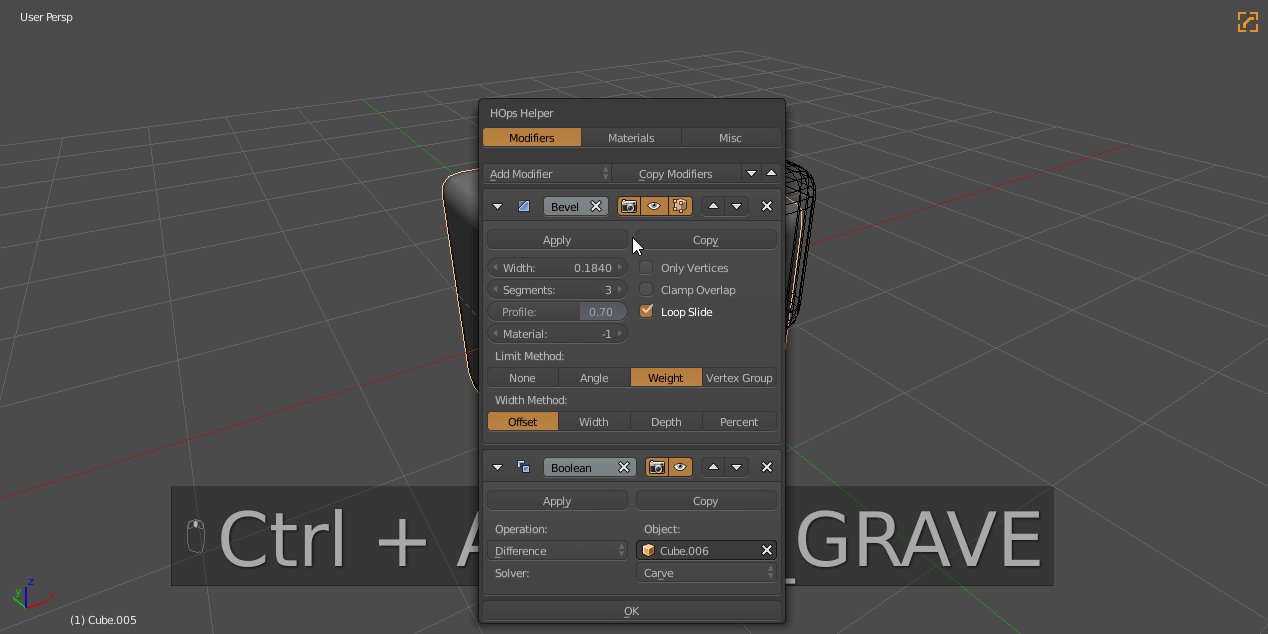 User Persp
HOps Helper
Modifiers Materials Misc
Add Modifier Copy Modifiers
Bevel
Apply Copy
Width: 0.1840 Only Vertices
Segments: 3 Clamp Overlap
Profile: 0.70 Loop Slide
Material: -1
Limit Method:
None Angle Weight Vertex Group
Width Method:
Offset Width Depth Percent
Boolean
Apply Copy
Operation: Object:
Difference Cube.006
Solver: Carve
OK
Ctrl + _GRAVE
z
y x
(1) Cube.005